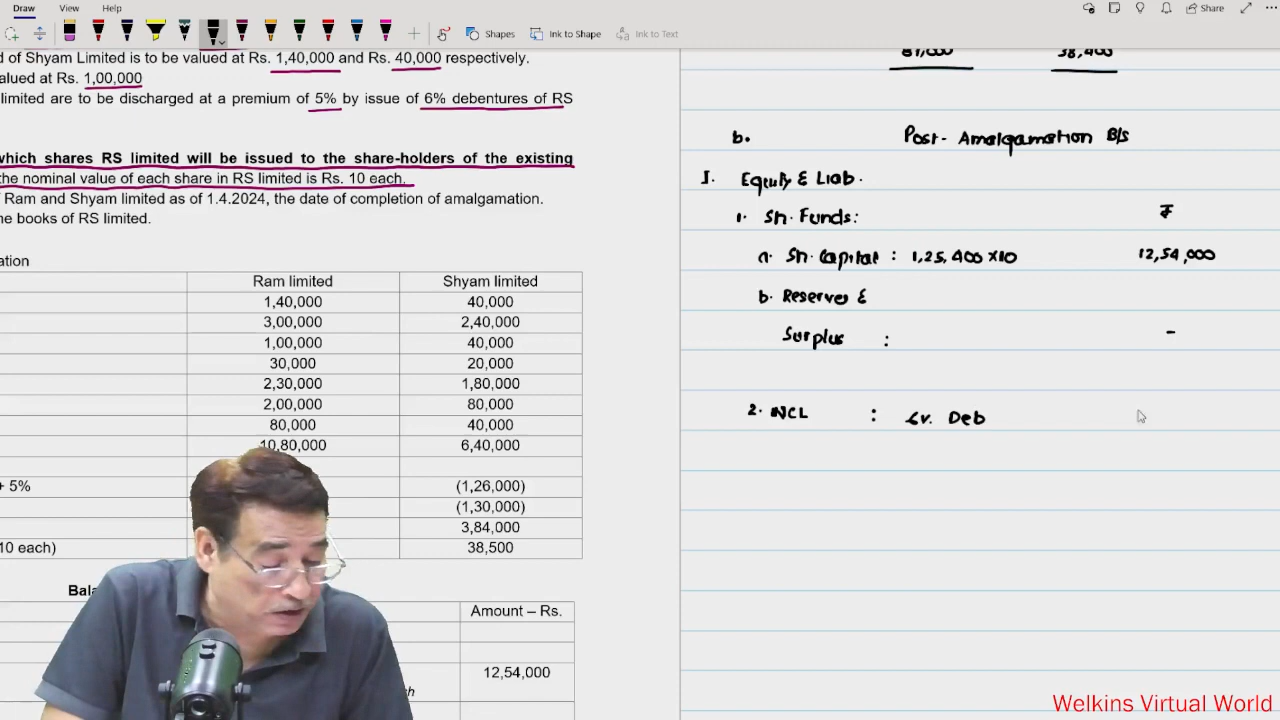 Draw View Help Share
Shapes Ink to Shape Ink to Text
d of Shyam Limited is to be valued at Rs. 1,40,000 and Rs. 40,000 respectively.
alued at Rs. 1,00,000
limited are to be discharged at a premium of 5% by issue of 6% debentures of RS
which shares RS limited will be issued to the share-holders of the existing
the nominal value of each share in RS limited is Rs. 10 each.
f Ram and Shyam limited as of 1.4.2024, the date of completion of amalgamation.
he books of RS limited.
ation
Ram limited Shyam limited
1,40,000 40,000
3,00,000 2,40,000
1,00,000 40,000
30,000 20,000
2,30,000 1,80,000
2,00,000 80,000
80,000 40,000
10,80,000 6,40,000
+ 5% (1,26,000)
(1,30,000)
3,84,000
10 each) 38,500
Bala
Amount – Rs.
12,54,000
h
38,400
b. Post-Amalgamation B/S
I. Equity & Liab.
1. Sh. Funds: ₹
a. Sh. Capital : 1,25,400 x 10 12,54,000
b. Reserves &
Surplus : -
2. NCL : 6%. Deb
Welkins Virtual World